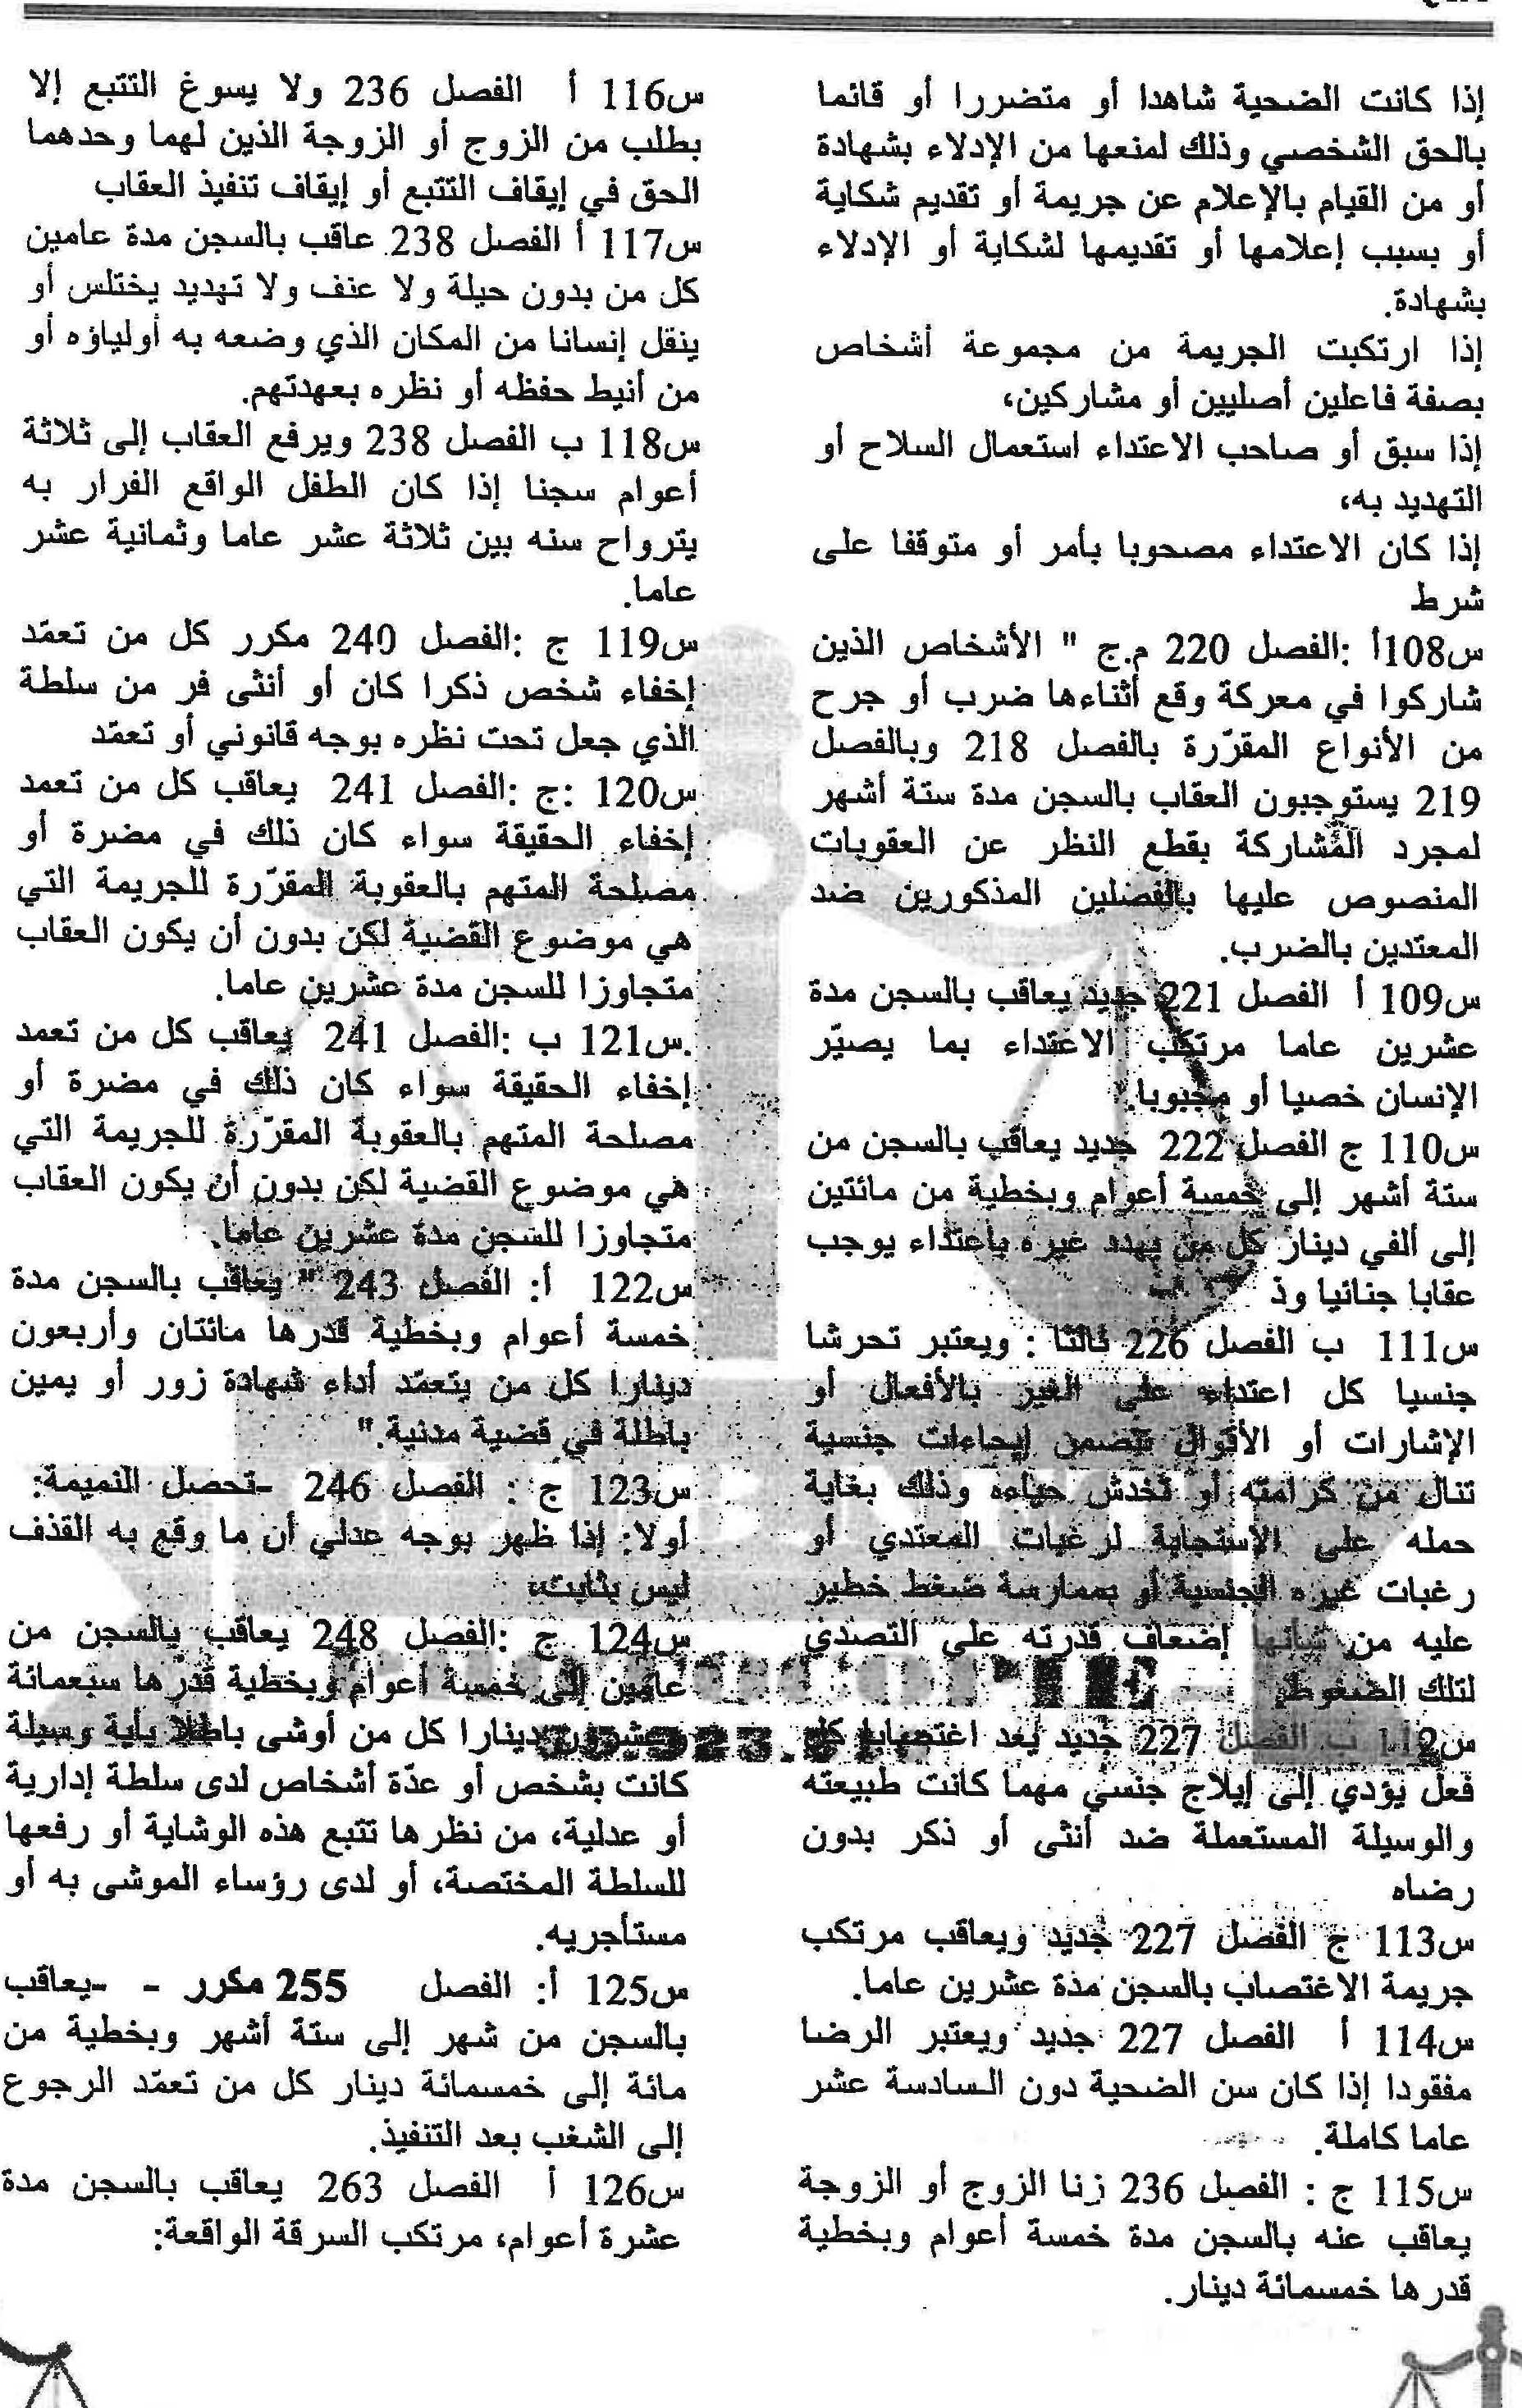 إذا كانت الضحية شاهدا أو متضررا أو قائما
بالحق الشخصي وذلك لمنعها من الإدلاء بشهادة
أو من القيام بالإعلام عن جريمة أو تقديم شكاية
أو بسبب إعلامها أو تقديمها لشكاية أو الإدلاء
بشهادة.
إذا ارتكبت الجريمة من مجموعة أشخاص
بصفة فاعلين أصليين أو مشاركين،
إذا سبق أو صاحب الاعتداء استعمال السلاح أو
التهديد به،
إذا كان الاعتداء مصحوبا بأمر أو متوقفا على
شرط
س108أ :الفصل 220 م.ج " الأشخاص الذين
شاركوا في معركة وقع أثناءها ضرب أو جرح
من الأنواع المقرّرة بالفصل 218 وبالفصل
219 يستوجبون العقاب بالسجن مدة ستة أشهر
لمجرد المُشاركة بقطع النظر عن العقوبات
المنصوص عليها بالفصلين المذكورين ضد
المعتدين بالضرب.
س109 أ الفصل 221 جديد يعاقب بالسجن مدة
عشرين عاما مرتكب الاعتداء بما يصيّر
الإنسان خصيا أو مجبوبا.
س110 ج الفصل 222 جديد يعاقب بالسجن من
ستة أشهر إلى خمسة أعوام وبخطية من مائتين
إلى ألفي دينار كل من يهدد غيره باعتداء يوجب
عقابا جنائيا وذ
س111 ب الفصل 226 ثالثا : ويعتبر تحرشا
جنسيا كل اعتداء على الغير بالأفعال أو
الإشارات أو الأقوال تتضمن إيحاءات جنسية
تنال من كرامته أو تخدش حياءه وذلك بغاية
حمله على الاستجابة لرغبات المعتدي أو
رغبات غيره الجنسية أو بممارسة ضغط خطير
عليه من شأنها إضعاف قدرته على التصدي
لتلك الضغوط
س112 ب الفصل 227 جديد يعد اغتصابا كل
فعل يؤدي إلى إيلاج جنسي مهما كانت طبيعته
والوسيلة المستعملة ضد أنثى أو ذكر بدون
رضاه
س113 ج الفصل 227 جديد ويعاقب مرتكب
جريمة الاغتصاب بالسجن مدة عشرين عاما.
س114 أ الفصل 227 جديد ويعتبر الرضا
مفقودا إذا كان سن الضحية دون السادسة عشر
عاما كاملة.
س115 ج : الفصل 236 زنا الزوج أو الزوجة
يعاقب عنه بالسجن مدة خمسة أعوام وبخطية
قدرها خمسمائة دينار.
س116 أ الفصل 236 ولا يسوغ التتبع إلا
بطلب من الزوج أو الزوجة الذين لهما وحدهما
الحق في إيقاف التتبع أو إيقاف تنفيذ العقاب
س117 أ الفصل 238. عاقب بالسجن مدة عامين
كل من بدون حيلة ولا عنف ولا تهديد يختلس أو
ينقل إنسانا من المكان الذي وضعه به أولياؤه أو
من أنيط حفظه أو نظره بعهدتهم.
س118 ب الفصل 238 ويرفع العقاب إلى ثلاثة
أعوام سجنا إذا كان الطفل الواقع الفرار به
يترواح سنه بين ثلاثة عشر عاما وثمانية عشر
عاما.
س119 ج :الفصل 240 مكرر كل من تعمّد
إخفاء شخص ذكرا كان أو أنثى فر من سلطة
الذي جعل تحت نظره بوجه قانوني أو تعمّد
س120 :ج :الفصل 241 يعاقب كل من تعمد
إخفاء الحقيقة سواء كان ذلك في مضرة أو
مصلحة المتهم بالعقوبة المقرّرة للجريمة التي
هي موضوع القضية لكن بدون أن يكون العقاب
متجاوزا للسجن مدة عشرين عاما.
س121 ب :الفصل 241 يعاقب كل من تعمد
إخفاء الحقيقة سواء كان ذلك في مضرة أو
مصلحة المتهم بالعقوبة المقرّرة للجريمة التي
هي موضوع القضية لكن بدون أن يكون العقاب
متجاوزا للسجن مدة عشرين عاما.
س122 أ: الفصل 243 " يعاقب بالسجن مدة
خمسة أعوام وبخطية قدرها مائتان وأربعون
دينارا كل من يتعمّد أداء شهادة زور أو يمين
باطلة في قضية مدنية."
س123 ج : الفصل 246 -تحصل النميمة:
أولا: إذا ظهر بوجه عدلي أن ما وقع به القذف
ليس بثابت،
س124 ج :الفصل 248 يعاقب بالسجن من
عامين إلى خمسة أعوام وبخطية قدرها سبعمائة
وعشرون دينارا كل من أوشى باطلا بأية وسيلة
كانت بشخص أو عدّة أشخاص لدى سلطة إدارية
أو عدلية، من نظرها تتبع هذه الوشاية أو رفعها
للسلطة المختصة، أو لدى رؤساء الموشى به أو
مستأجريه.
س125 أ: الفصل 255 مكرر - -يعاقب
بالسجن من شهر إلى ستة أشهر وبخطية من
مائة إلى خمسمائة دينار كل من تعمّد الرجوع
إلى الشغب بعد التنفيذ.
س126 أ الفصل 263 يعاقب بالسجن مدة
عشرة أعوام، مرتكب السرقة الواقعة: